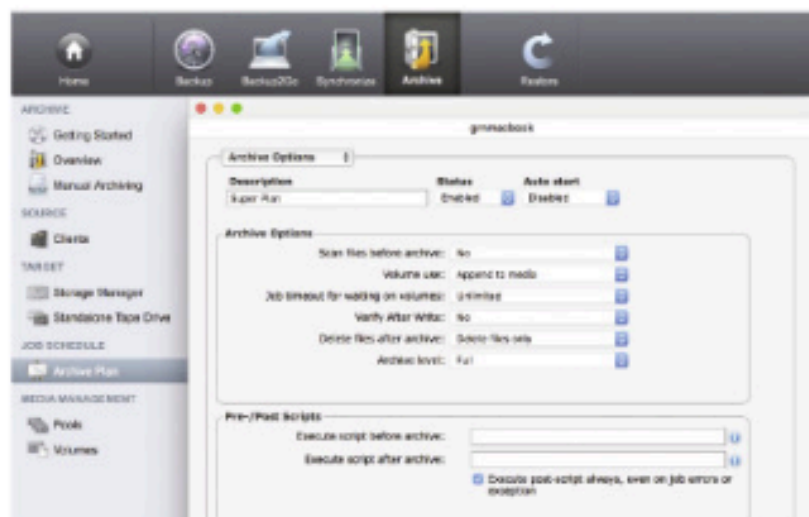 Home Backup Backup2Go Synchronize Archive Restore
ARCHIVE
Getting Started
Overview
Manual Archiving
SOURCE
Clients
TARGET
Storage Manager
Standalone Tape Drive
JOB SCHEDULE
Archive Plan
MEDIA MANAGEMENT
Pools
Volumes
grnmacbook
Archive Options
Description Status Auto start
Super Plan Enabled Disabled
Archive Options
Scan files before archive: No
Volume use: Append to media
Job timeout for waiting on volumes: Unlimited
Verify After Write: No
Delete files after archive: Delete files only
Archive level: Full
Pre-/Post Scripts
Execute script before archive:
Execute script after archive:
Execute post-script always, even on job errors or
exception